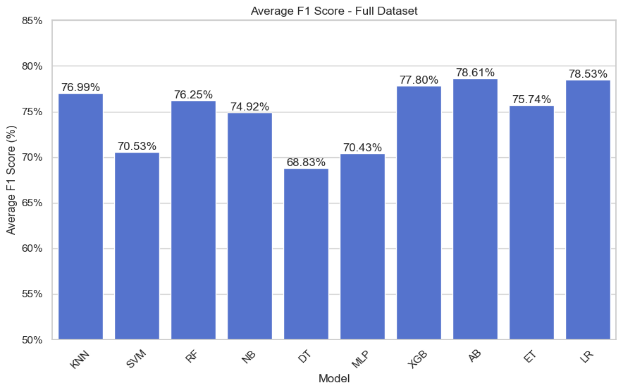 Average F1 Score - Full Dataset
Average F1 Score (%)
85%
80%
75%
70%
65%
60%
55%
50%
76.99%
70.53%
76.25%
74.92%
68.83%
70.43%
77.80%
78.61%
75.74%
78.53%
KNN
SVM
RF
NB
DT
MLP
XGB
AB
ET
LR
Model